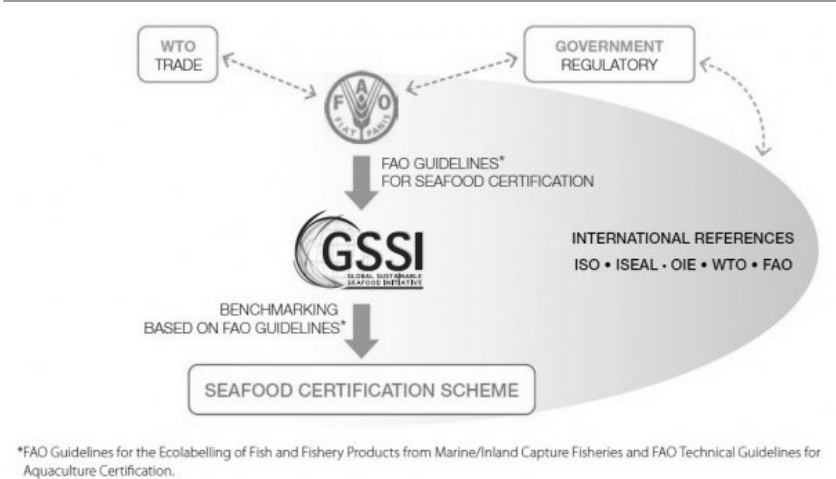 WTO
TRADE
GOVERNMENT
REGULATORY
F A O
FIAT PANIS
FAO GUIDELINES*
FOR SEAFOOD CERTIFICATION
GSSI
GLOBAL SUSTAINABLE
SEAFOOD INITIATIVE
INTERNATIONAL REFERENCES
ISO • ISEAL • OIE • WTO • FAO
BENCHMARKING
BASED ON FAO GUIDELINES*
SEAFOOD CERTIFICATION SCHEME
*FAO Guidelines for the Ecolabelling of Fish and Fishery Products from Marine/Inland Capture Fisheries and FAO Technical Guidelines for
Aquaculture Certification.